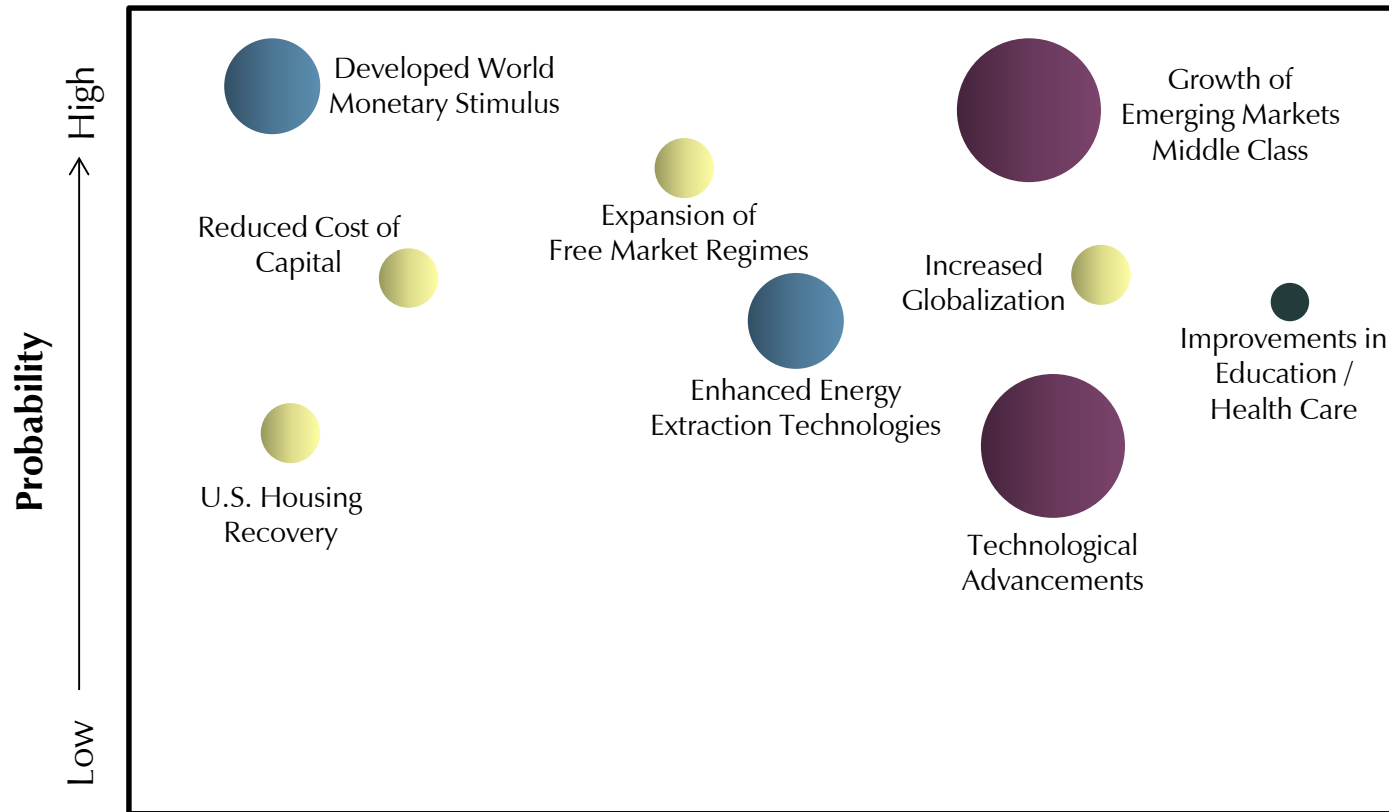 Probability
High
Low
Developed World
Monetary Stimulus
Growth of
Emerging Markets
Middle Class
Reduced Cost of
Capital
Expansion of
Free Market Regimes
Increased
Globalization
Improvements in
Education /
Health Care
Enhanced Energy
Extraction Technologies
U.S. Housing
Recovery
Technological
Advancements